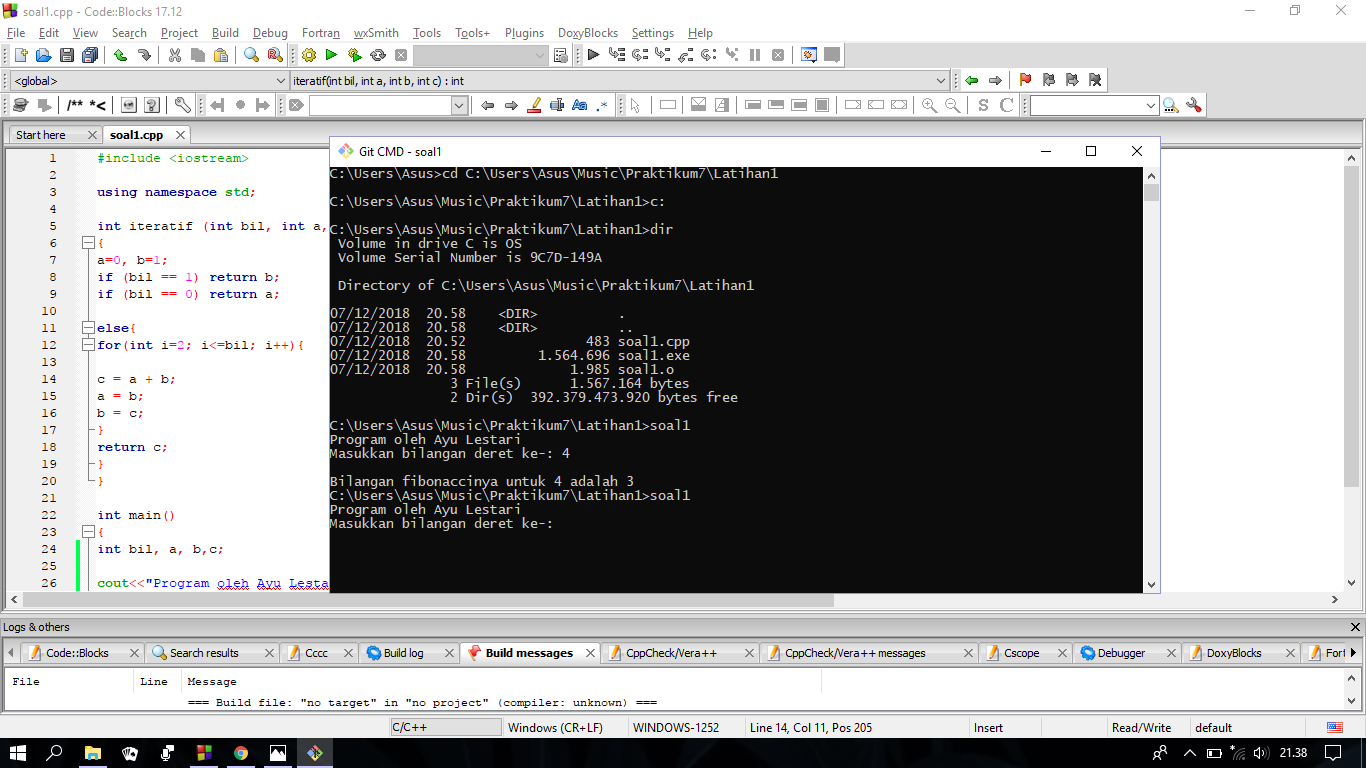 soal1.cpp - Code::Blocks 17.12
File Edit View Search Project Build Debug Fortran wxSmith Tools Tools+ Plugins DoxyBlocks Settings Help
<global> iteratif(int bil, int a, int b, int c) : int
/** *< Aa .* S C
Start here soal1.cpp
1 #include <iostream>
2
3 using namespace std;
4
5 int iteratif (int bil, int a,
6 {
7 a=0, b=1;
8 if (bil == 1) return b;
9 if (bil == 0) return a;
10
11 else{
12 for(int i=2; i<=bil; i++){
13
14 c = a + b;
15 a = b;
16 b = c;
17 }
18 return c;
19 }
20 }
21
22 int main()
23 {
24 int bil, a, b,c;
25
26 cout<<"Program oleh Ayu Lesta
Git CMD - soal1
C:\Users\Asus>cd C:\Users\Asus\Music\Praktikum7\Latihan1
C:\Users\Asus\Music\Praktikum7\Latihan1>c:
C:\Users\Asus\Music\Praktikum7\Latihan1>dir
Volume in drive C is OS
Volume Serial Number is 9C7D-149A
Directory of C:\Users\Asus\Music\Praktikum7\Latihan1
07/12/2018 20.58 <DIR> .
07/12/2018 20.58 <DIR> ..
07/12/2018 20.52 483 soal1.cpp
07/12/2018 20.58 1.564.696 soal1.exe
07/12/2018 20.58 1.985 soal1.o
3 File(s) 1.567.164 bytes
2 Dir(s) 392.379.473.920 bytes free
C:\Users\Asus\Music\Praktikum7\Latihan1>soal1
Program oleh Ayu Lestari
Masukkan bilangan deret ke-: 4
Bilangan fibonaccinya untuk 4 adalah 3
C:\Users\Asus\Music\Praktikum7\Latihan1>soal1
Program oleh Ayu Lestari
Masukkan bilangan deret ke-:
Logs & others
Code::Blocks Search results Cccc Build log Build messages CppCheck/Vera++ CppCheck/Vera++ messages Cscope Debugger DoxyBlocks Fort
File Line Message
=== Build file: "no target" in "no project" (compiler: unknown) ===
C/C++ Windows (CR+LF) WINDOWS-1252 Line 14, Col 11, Pos 205 Insert Read/Write default
21.38